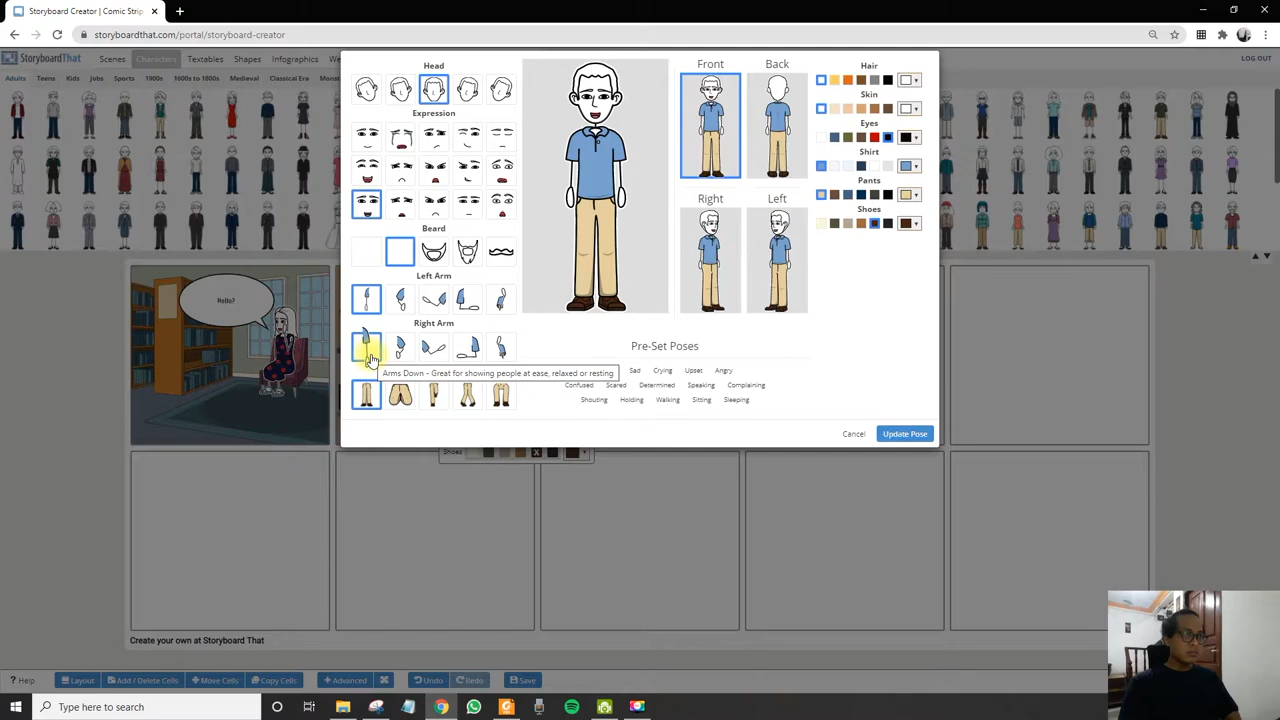 Storyboard Creator | Comic Strip
storyboardthat.com/portal/storyboard-creator
StoryboardThat
Scenes
Characters
Textables
Shapes
Infographics
LOG OUT
Adults
Teens
Kids
Jobs
Sports
1900s
1600s to 1800s
Medieval
Classical Era
Head
Expression
Beard
Left Arm
Right Arm
Arms Down - Great for showing people at ease, relaxed or resting
Front
Back
Right
Left
Hair
Skin
Eyes
Shirt
Pants
Shoes
Pre-Set Poses
Sad
Crying
Upset
Angry
Confused
Scared
Determined
Speaking
Complaining
Shouting
Holding
Walking
Sitting
Sleeping
Cancel
Update Pose
Hello?
Shoes
X
Create your own at Storyboard That
? Help
Layout
Add / Delete Cells
Move Cells
Copy Cells
+ Advanced
Undo
Redo
Save
Type here to search